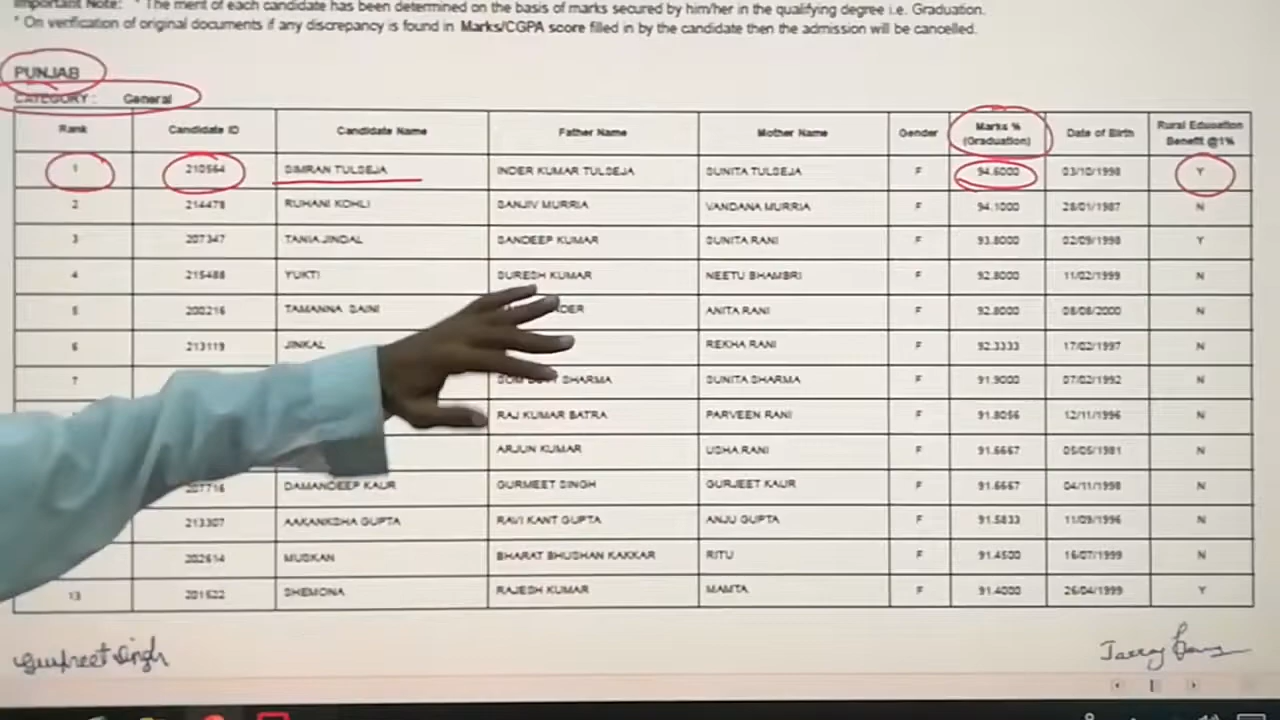 Important Note: * The merit of each candidate has been determined on the basis of marks secured by him/her in the qualifying degree i.e. Graduation.
* On verification of original documents if any discrepancy is found in Marks/CGPA score filled in by the candidate then the admission will be cancelled.
PUNJAB
CATEGORY : General
Rank Candidate ID Candidate Name Father Name Mother Name Gender Marks % (Graduation) Date of Birth Rural Education Benefit @1%
1 210564 SIMRAN TULSEJA INDER KUMAR TULSEJA SUNITA TULSEJA F 94.6000 03/10/1998 Y
2 214478 RUHANI KOHLI SANJIV MURRIA VANDANA MURRIA F 94.1000 28/01/1987 N
3 207347 TANIA JINDAL SANDEEP KUMAR SUNITA RANI F 93.8000 02/09/1998 Y
4 215488 YUKTI SURESH KUMAR NEETU BHAMBRI F 92.8000 11/02/1999 N
5 200216 TAMANNA SAINI DER ANITA RANI F 92.8000 08/08/2000 N
6 213119 JINKAL REKHA RANI F 92.3333 17/02/1997 N
7 SHARMA SUNITA SHARMA F 91.9000 07/02/1992 N
RAJ KUMAR BATRA PARVEEN RANI F 91.8056 12/11/1996 N
ARJUN KUMAR USHA RANI F 91.6667 05/05/1981 N
207716 DAMANDEEP KAUR GURMEET SINGH GURJEET KAUR F 91.6667 04/11/1998 N
213307 AAKANKSHA GUPTA RAVI KANT GUPTA ANJU GUPTA F 91.5833 11/09/1996 N
202614 MUSKAN BHARAT BHUSHAN KAKKAR RITU F 91.4500 16/07/1999 N
13 201522 SHEMONA RAJESH KUMAR MAMTA F 91.4000 26/04/1999 Y
Gurpreet Singh